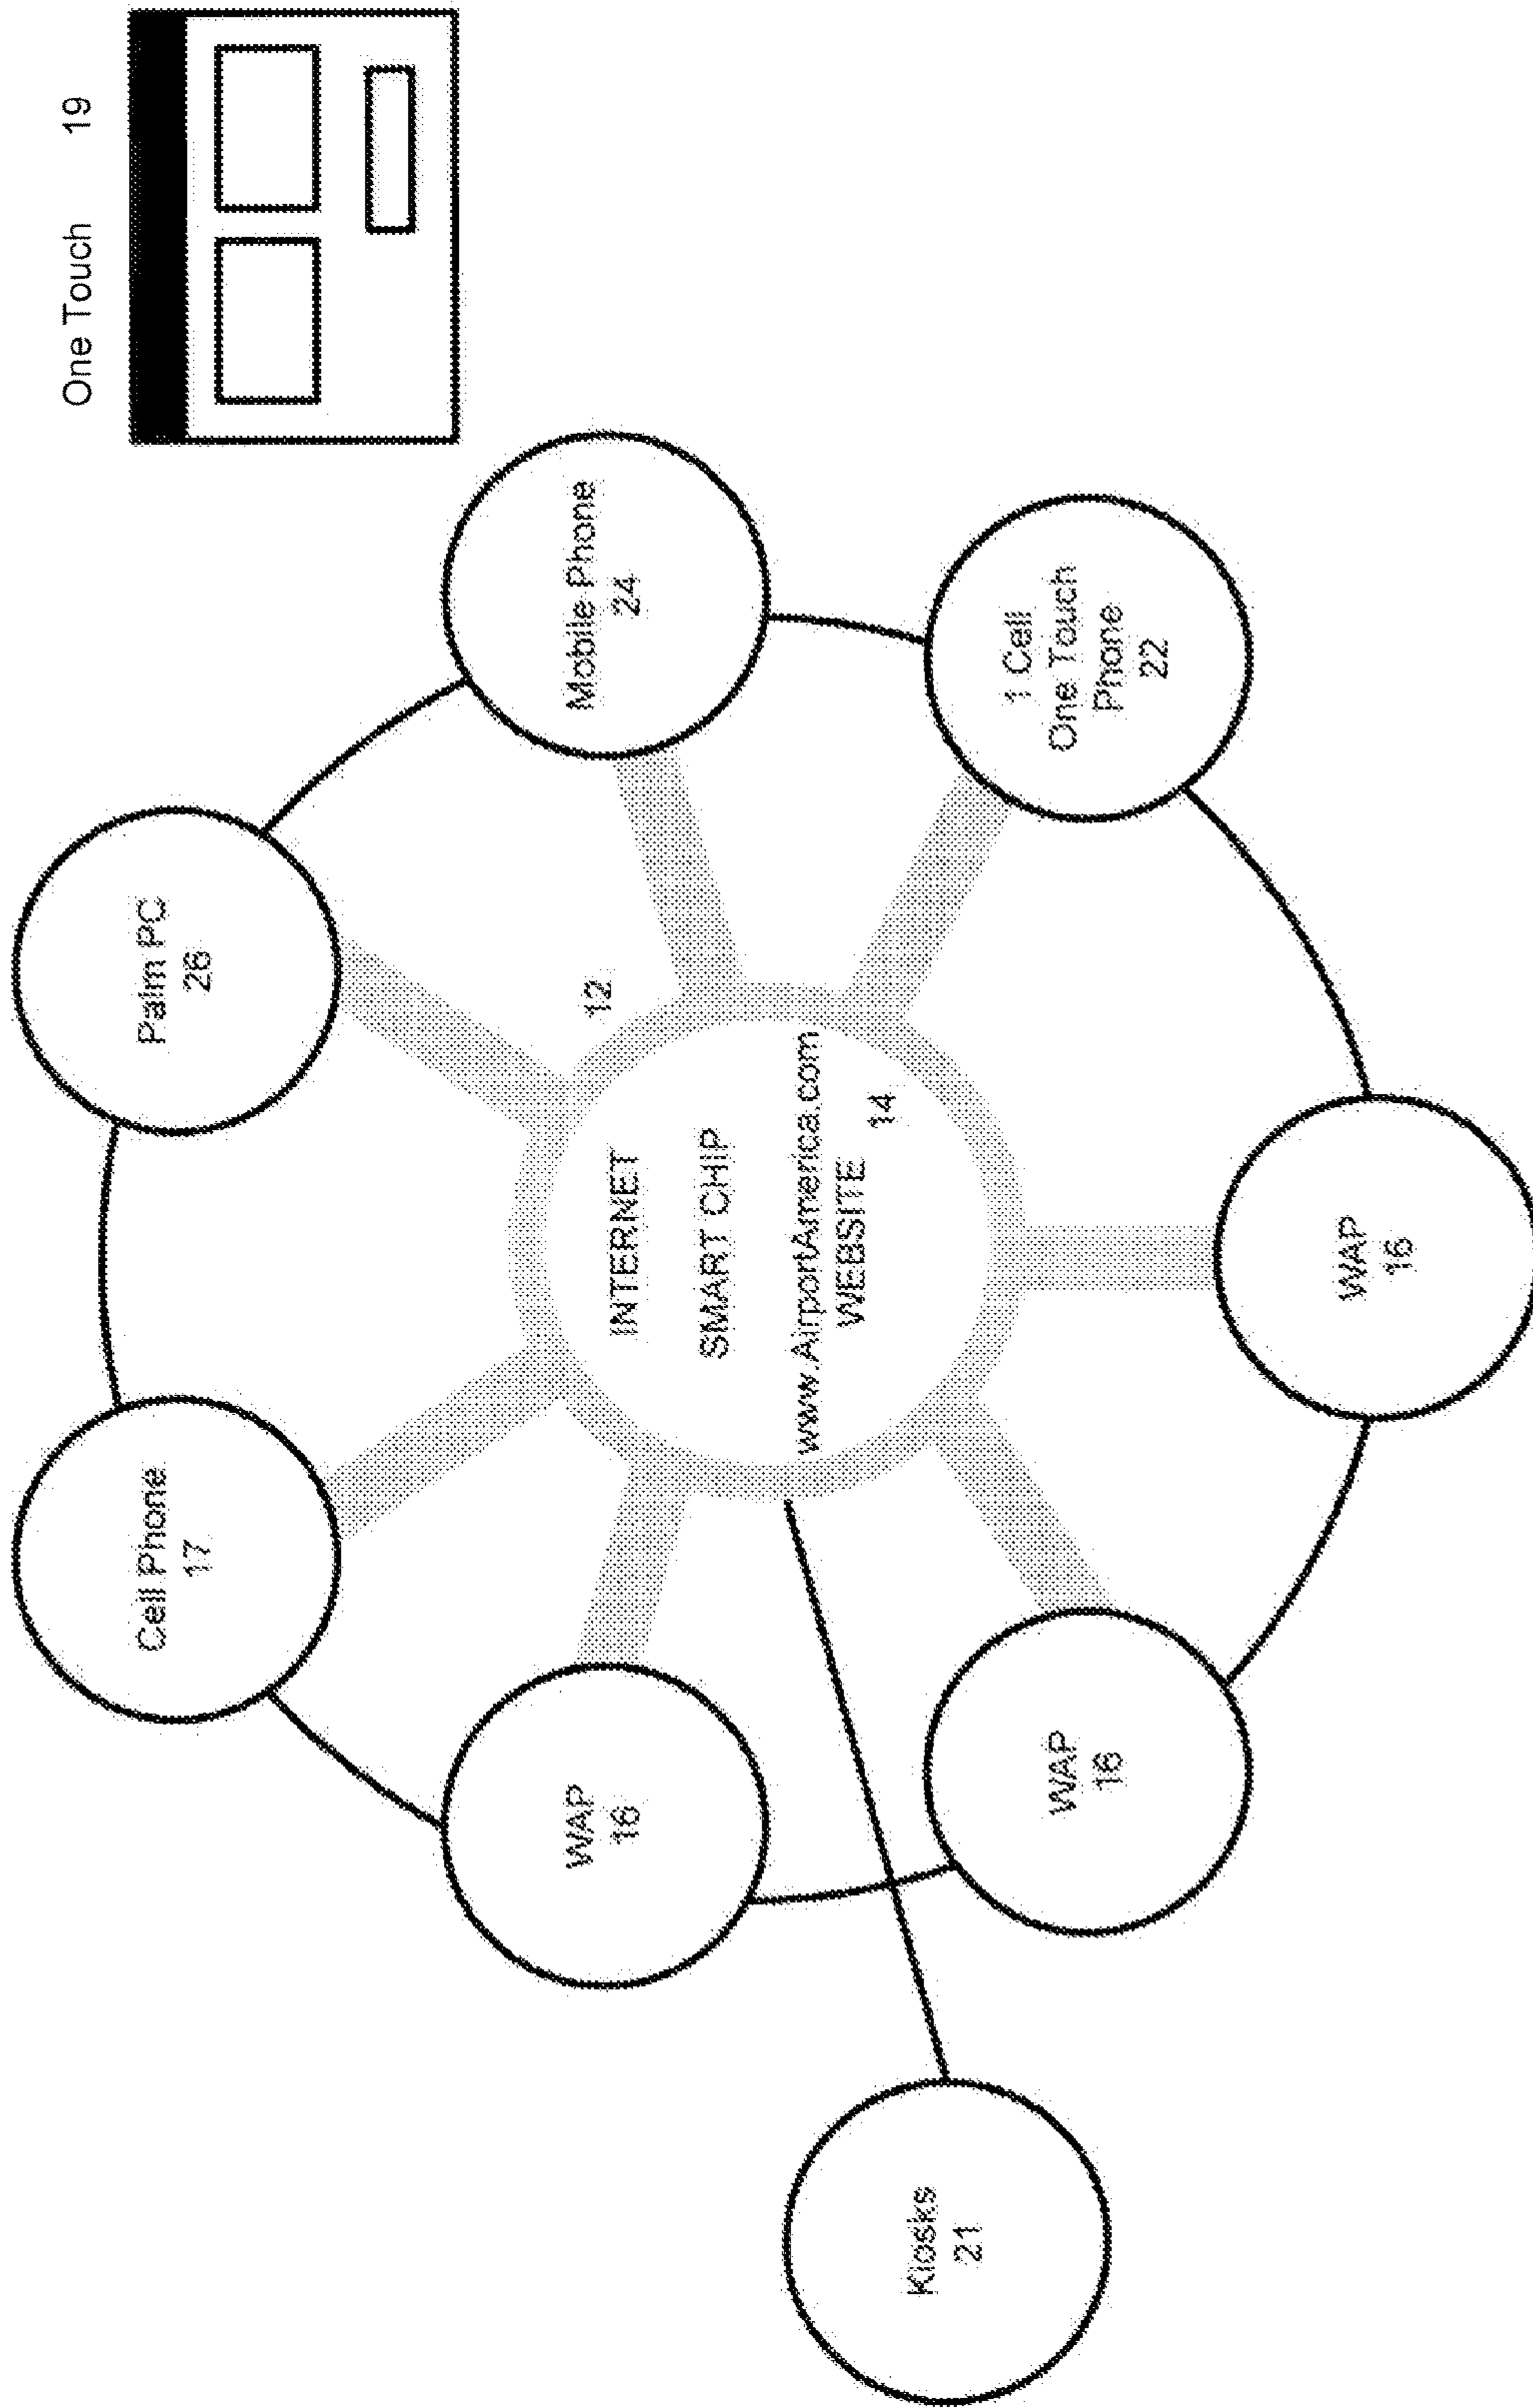 One Touch 19
Cell Phone
17
Palm PC
26
WAP
16
12
Mobile Phone
24
INTERNET
SMART CHIP
www.AirportAmerica.com
WEBSITE
14
Kiosks
21
WAP
16
1 Cell
One Touch
Phone
22
WAP
16